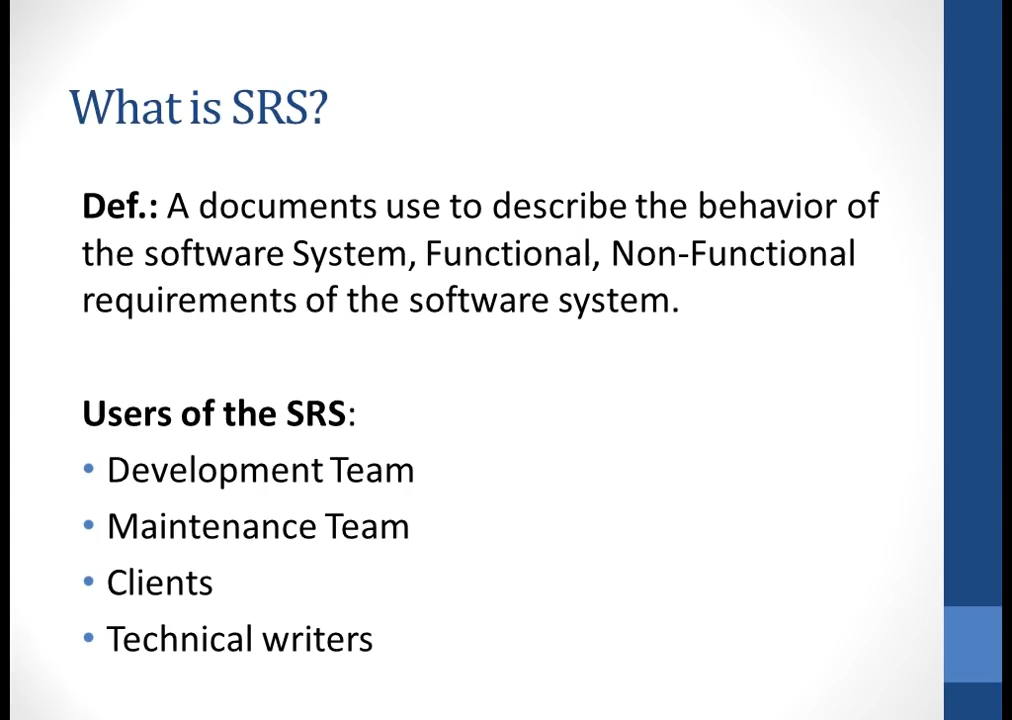 What is SRS?
Def.: A documents use to describe the behavior of
the software System, Functional, Non-Functional
requirements of the software system.
Users of the SRS:
• Development Team
• Maintenance Team
• Clients
• Technical writers